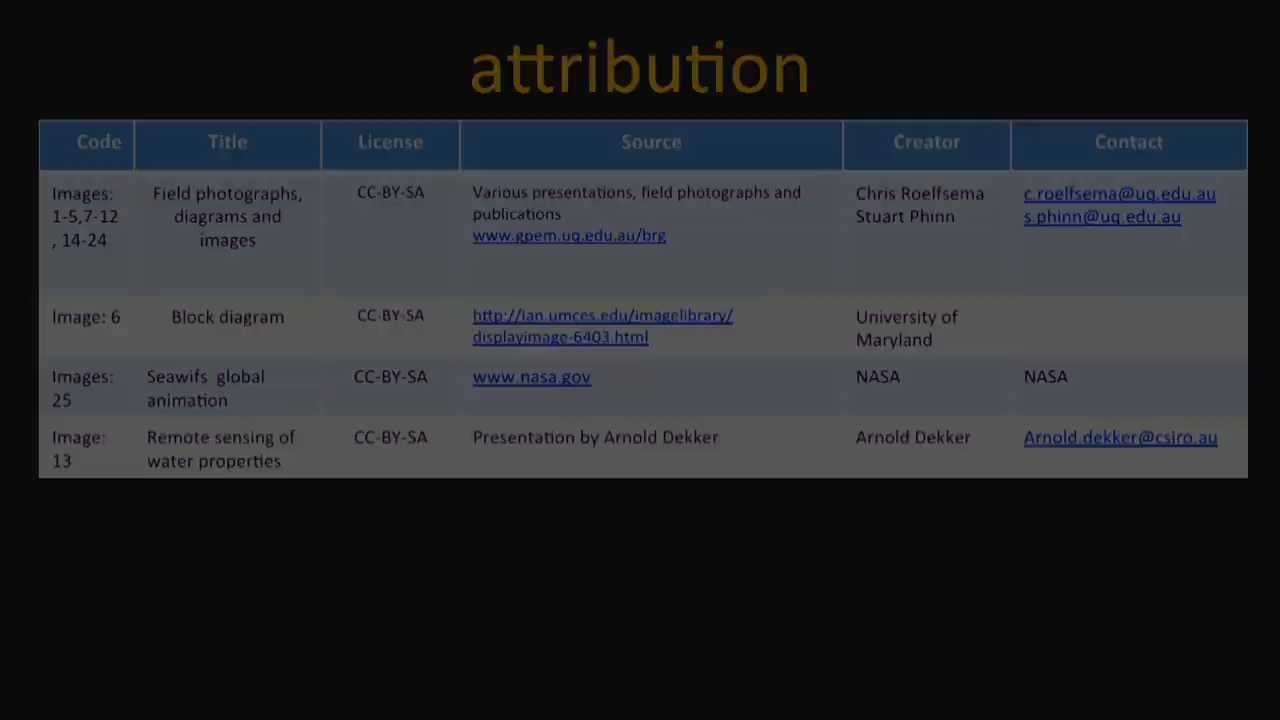 attribution
Code Title License Source Creator Contact
Images: Field photographs, CC-BY-SA Various presentations, field photographs and Chris Roelfsema c.roelfsema@uq.edu.au
1-5,7-12 diagrams and publications Stuart Phinn s.phinn@uq.edu.au
, 14-24 images www.gpem.uq.edu.au/brg
Image: 6 Block diagram CC-BY-SA http://ian.umces.edu/imagelibrary/ University of
displayimage-6403.html Maryland
Images: Seawifs global CC-BY-SA www.nasa.gov NASA NASA
25 animation
Image: Remote sensing of CC-BY-SA Presentation by Arnold Dekker Arnold Dekker Arnold.dekker@csiro.au
13 water properties